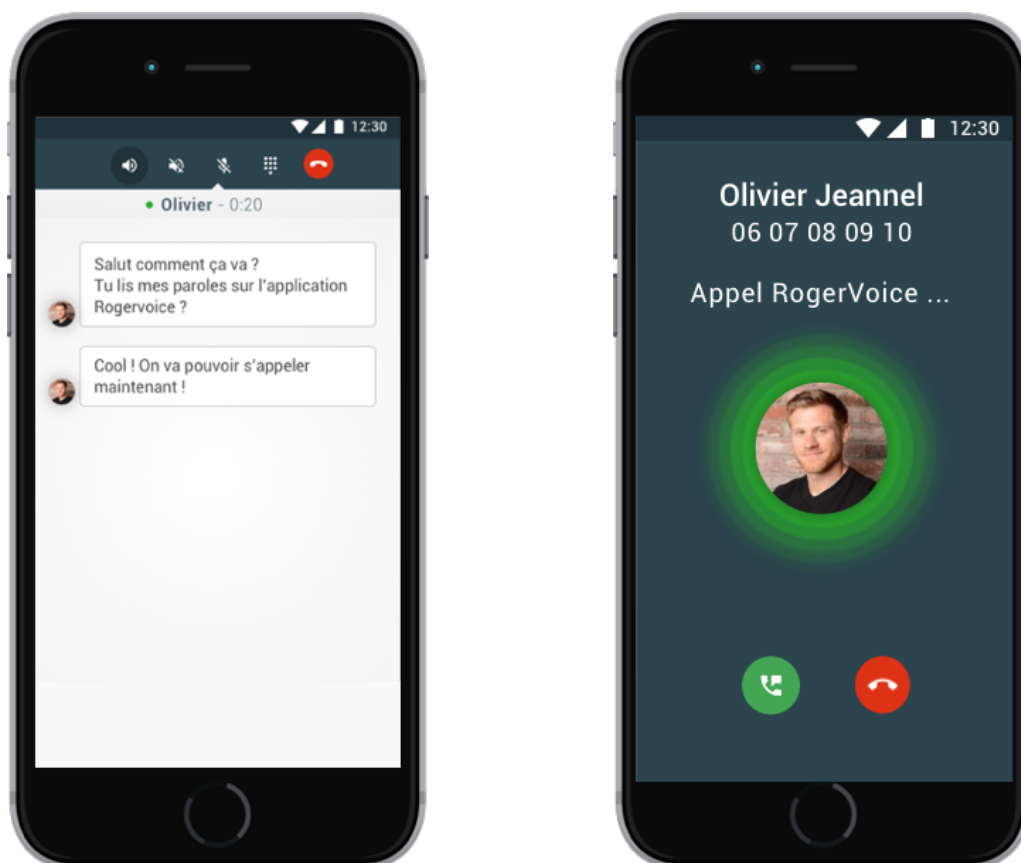 12:30
• Olivier - 0:20
Salut comment ça va ?
Tu lis mes paroles sur l'application
Rogervoice ?
Cool ! On va pouvoir s'appeler
maintenant !
12:30
Olivier Jeannel
06 07 08 09 10
Appel RogerVoice ...